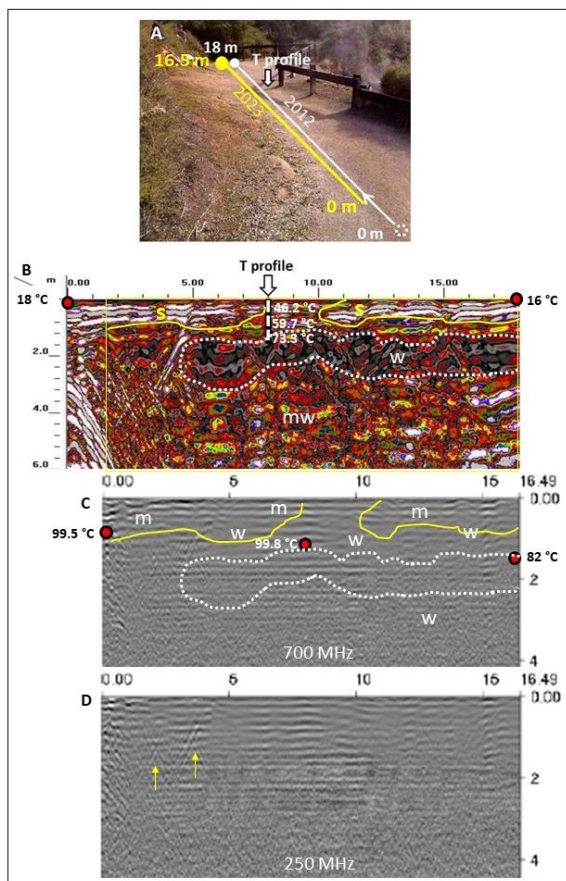 A
18 m
16.5 m
T profile
2012
2023
0 m
0 m
T profile
B
m 0.00 5.00 10.0 15.00
18 °C
16 °C
S S
46.2 °C
59.7 °C
2.0
73.3 °C
w
4.0
mw
6.0
0.00 5 10 15 16.49
C
0.00
m m
w w w
99.5 °C
99.8 °C
82 °C
2
w
700 MHz
4
0.00 5 10 15 16.49
D
0.00
2
250 MHz
4